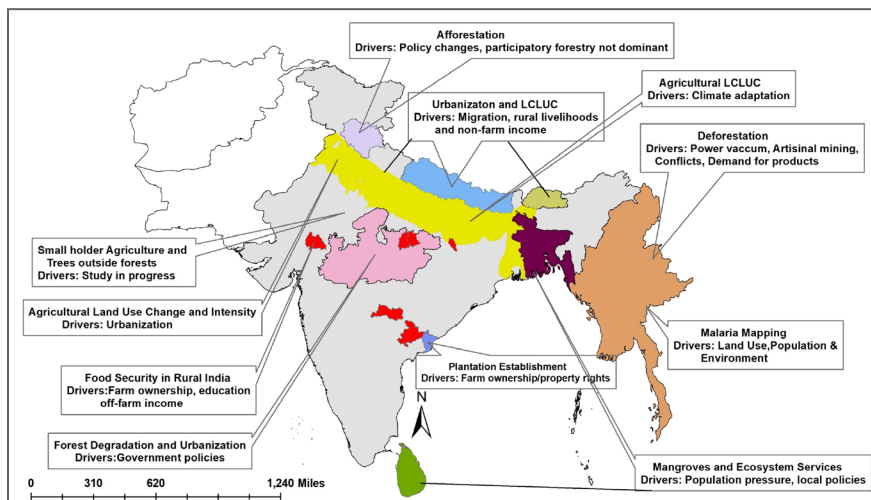 Afforestation
Drivers: Policy changes, participatory forestry not dominant
Agricultural LCLUC
Drivers: Climate adaptation
Urbanizaton and LCLUC
Drivers: Migration, rural livelihoods
and non-farm income
Deforestation
Drivers: Power vaccum, Artisinal mining,
Conflicts, Demand for products
Small holder Agriculture and
Trees outside forests
Drivers: Study in progress
Agricultural Land Use Change and Intensity
Drivers: Urbanization
Malaria Mapping
Drivers: Land Use,Population &
Environment
Food Security in Rural India
Drivers:Farm ownership, education
off-farm income
Plantation Establishment
Drivers: Farm ownership/property rights
N
Forest Degradation and Urbanization
Drivers:Government policies
Mangroves and Ecosystem Services
Drivers: Population pressure, local policies
0 310 620 1,240 Miles